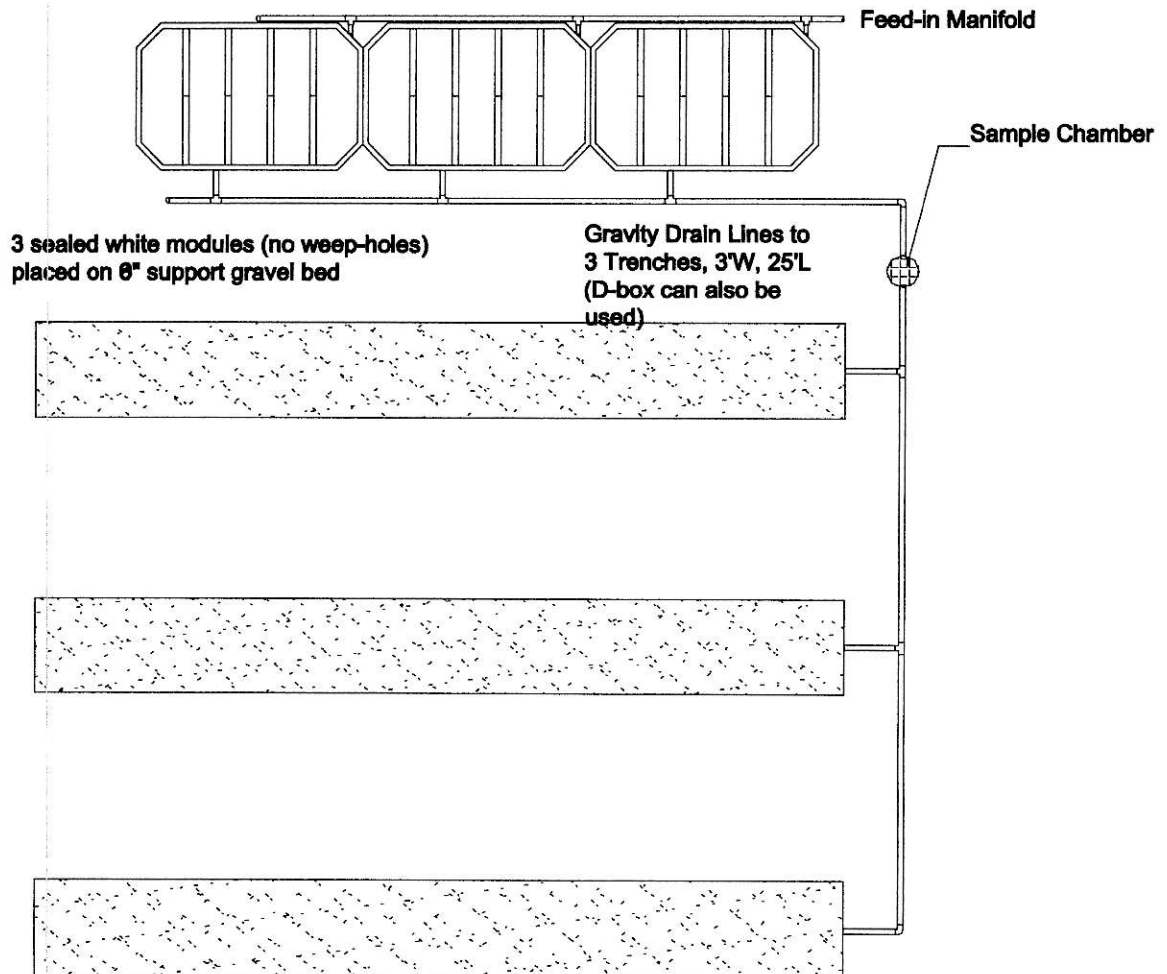 Feed-in Manifold
Sample Chamber
3 sealed white modules (no weep-holes)
placed on 6" support gravel bed
Gravity Drain Lines to
3 Trenches, 3'W, 25'L
(D-box can also be
used)